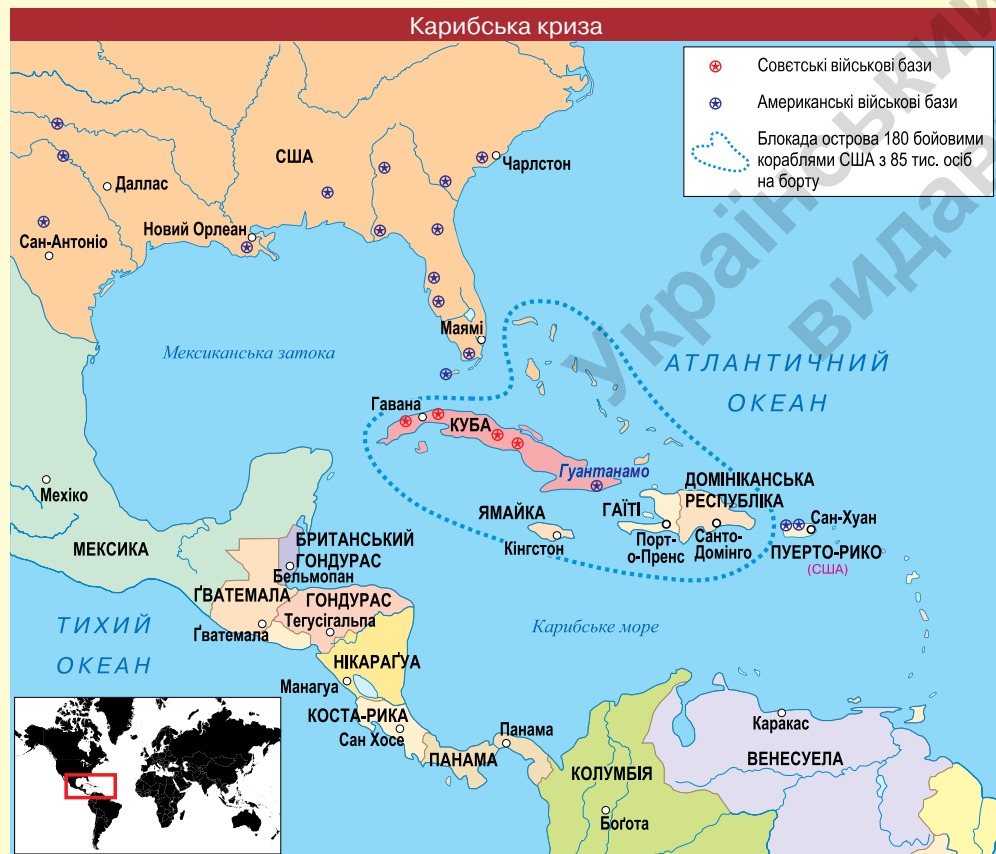 Карибська криза
Совєтські військові бази
Американські військові бази
Блокада острова 180 бойовими
кораблями США з 85 тис. осіб
на борту
США
Чарлстон
Даллас
Новий Орлеан
Сан-Антоніо
Маямі
Мексиканська затока
АТЛАНТИЧНИЙ
ОКЕАН
Гавана
КУБА
Гуантанамо
Мехіко
МЕКСИКА
ЯМАЙКА
Кінгстон
ГАЇТІ
Порт-
о-Пренс
ДОМІНІКАНСЬКА
РЕСПУБЛІКА
Санто-
Домінго
Сан-Хуан
ПУЕРТО-РИКО
(США)
БРИТАНСЬКИЙ
ГОНДУРАС
Бельмопан
ҐВАТЕМАЛА
Ґватемала
ГОНДУРАС
Тегусігальпа
ТИХИЙ
ОКЕАН
Карибське море
НІКАРАҐУА
Манагуа
КОСТА-РИКА
Сан Хосе
Панама
ПАНАМА
КОЛУМБІЯ
Боґота
Каракас
ВЕНЕСУЕЛА
український
видав